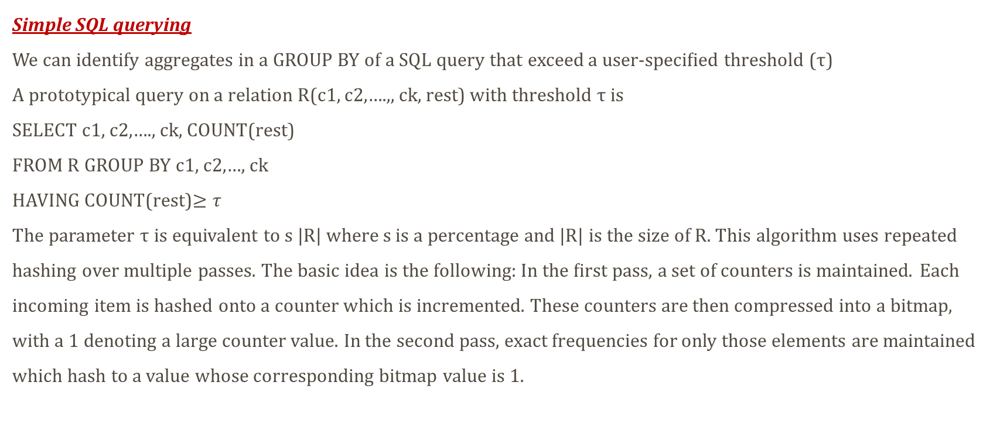 Simple SQL querying
We can identify aggregates in a GROUP BY of a SQL query that exceed a user-specified threshold (τ)
A prototypical query on a relation R(c1, c2,…..,, ck, rest) with threshold τ is
SELECT c1, c2,…., ck, COUNT(rest)
FROM R GROUP BY c1, c2,…, ck
HAVING COUNT(rest)≥ τ
The parameter τ is equivalent to s |R| where s is a percentage and |R| is the size of R. This algorithm uses repeated
hashing over multiple passes. The basic idea is the following: In the first pass, a set of counters is maintained. Each
incoming item is hashed onto a counter which is incremented. These counters are then compressed into a bitmap,
with a 1 denoting a large counter value. In the second pass, exact frequencies for only those elements are maintained
which hash to a value whose corresponding bitmap value is 1.